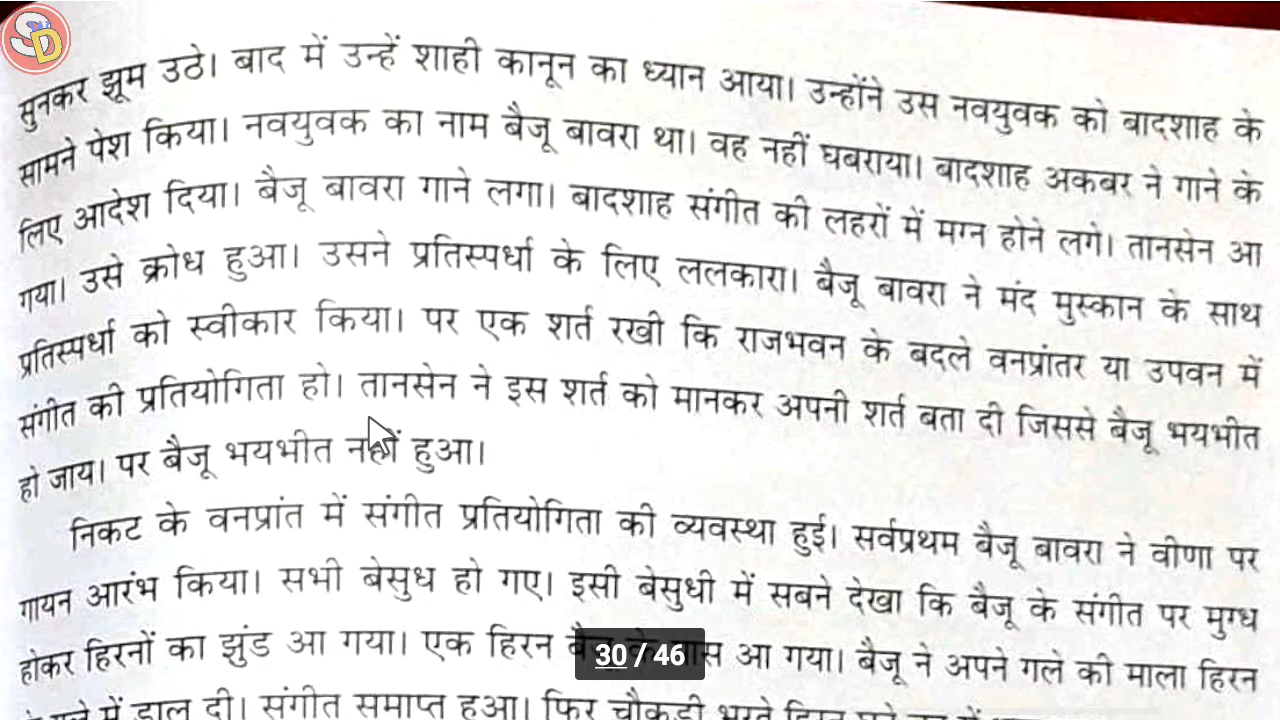 SD
सुनकर झूम उठे। बाद में उन्हें शाही कानून का ध्यान आया। उन्होंने उस नवयुवक को बादशाह के
सामने पेश किया। नवयुवक का नाम बैजू बावरा था। वह नहीं घबराया। बादशाह अकबर ने गाने के
लिए आदेश दिया। बैजू बावरा गाने लगा। बादशाह संगीत की लहरों में मग्न होने लगे। तानसेन आ
गया। उसे क्रोध हुआ। उसने प्रतिस्पर्धा के लिए ललकारा। बैजू बावरा ने मंद मुस्कान के साथ
प्रतिस्पर्धा को स्वीकार किया। पर एक शर्त रखी कि राजभवन के बदले वनप्रांतर या उपवन में
संगीत की प्रतियोगिता हो। तानसेन ने इस शर्त को मानकर अपनी शर्त बता दी जिससे बैजू भयभीत
हो जाय। पर बैजू भयभीत नहीं हुआ।
निकट के वनप्रांत में संगीत प्रतियोगिता की व्यवस्था हुई। सर्वप्रथम बैजू बावरा ने वीणा पर
गायन आरंभ किया। सभी बेसुध हो गए। इसी बेसुधी में सबने देखा कि बैजू के संगीत पर मुग्ध
होकर हिरनों का झुंड आ गया। एक हिरन बैजू के पास आ गया। बैजू ने अपने गले की माला हिरन
में डाल दी। संगीत समाप्त हुआ। फिर चौकड़ी भरते
30 / 46